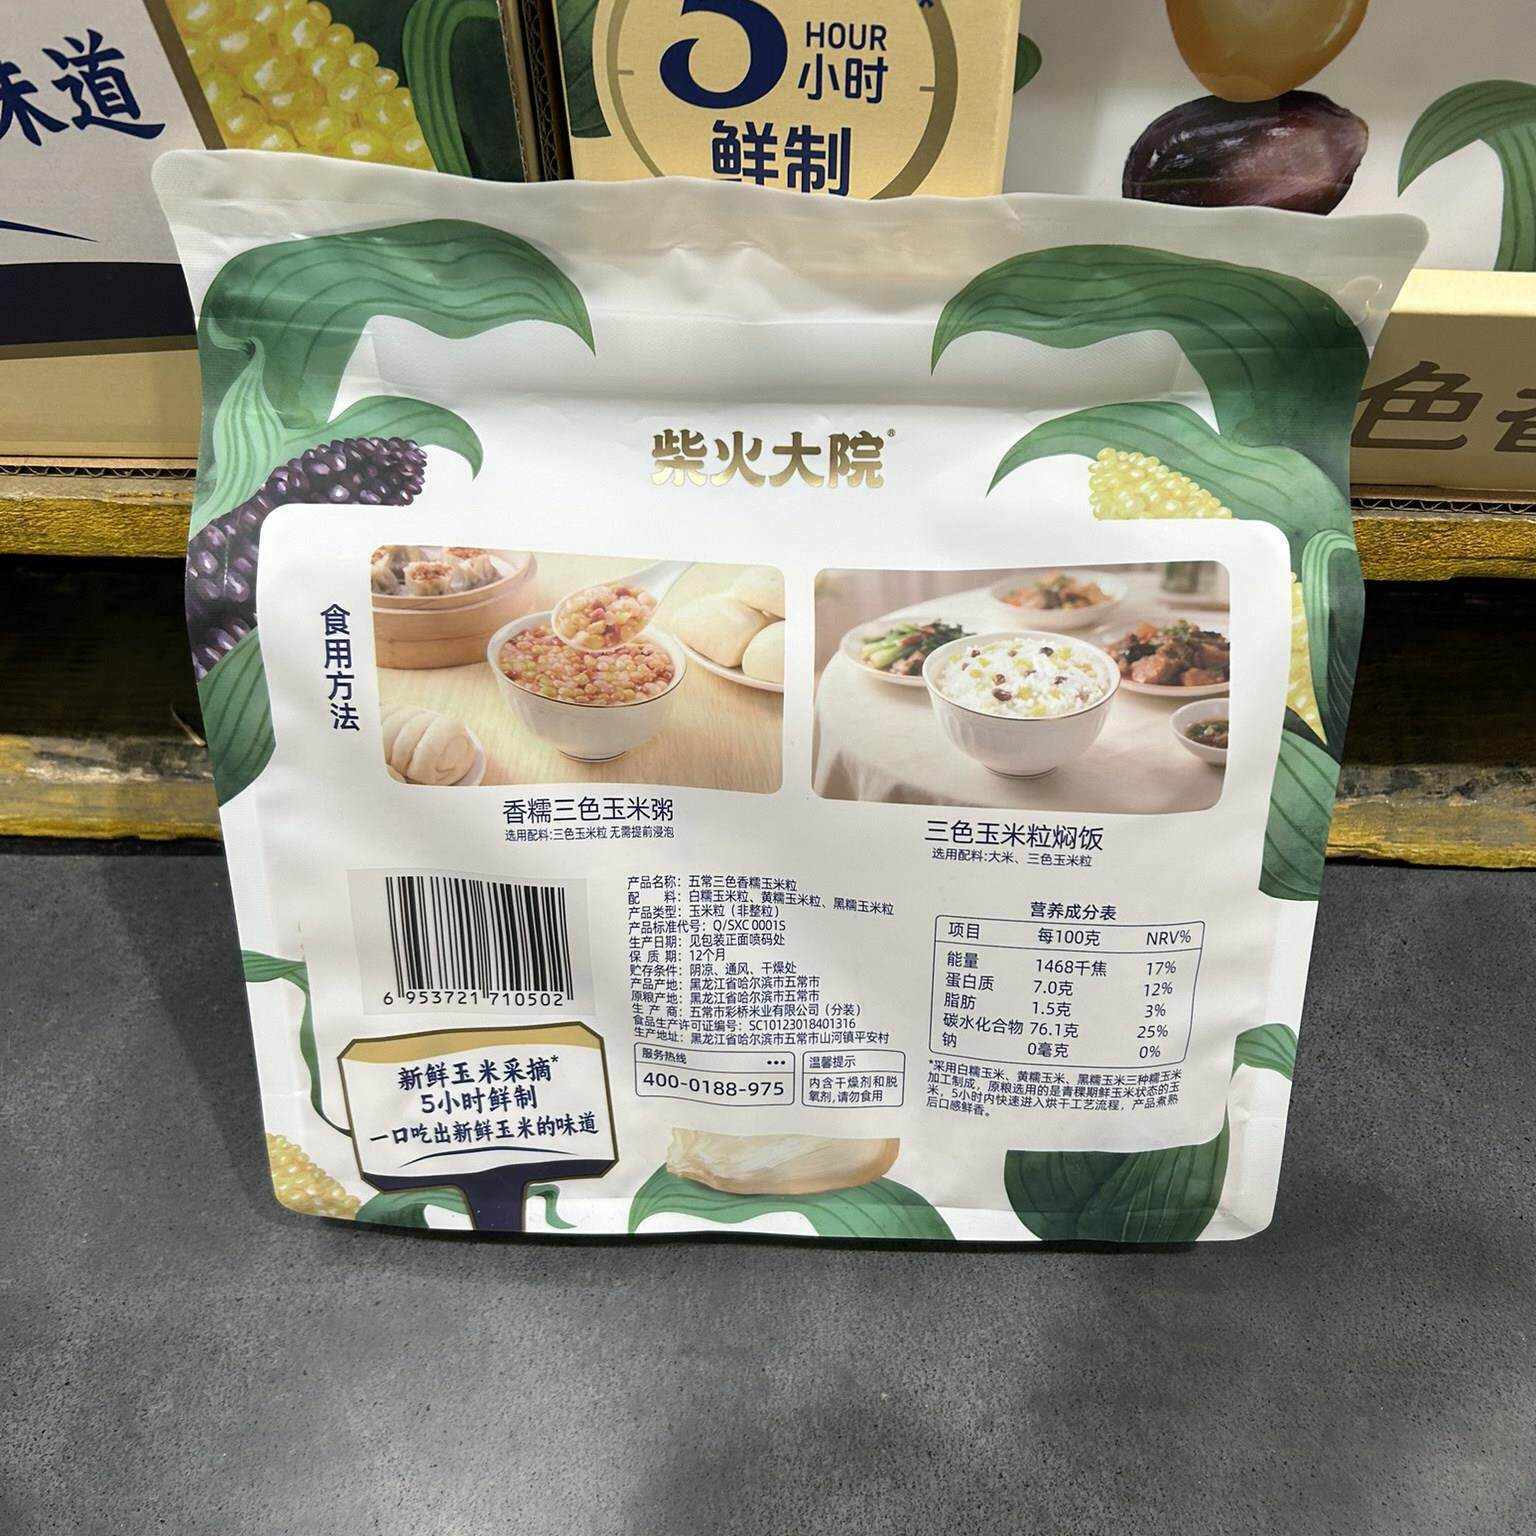 味道
5 HOUR
小时
鲜制
色
柴火大院®
食用方法
香糯三色玉米粥
选用配料:三色玉米粒 无需提前浸泡
三色玉米粒焖饭
选用配料:大米、三色玉米粒
6 953721 710502
产品名称: 五常三色香糯玉米粒
配 料: 白糯玉米粒、黄糯玉米粒、黑糯玉米粒
产品类型: 玉米粒（非整粒）
产品标准代号: Q/SXC 0001S
生产日期: 见包装正面喷码处
保 质 期: 12个月
贮存条件: 阴凉、通风、干燥处
产品产地: 黑龙江省哈尔滨市五常市
原粮产地: 黑龙江省哈尔滨市五常市
生 产 商: 五常市彩桥米业有限公司（分装）
食品生产许可证编号: SC10123018401316
生产地址: 黑龙江省哈尔滨市五常市山河镇平安村
服务热线
400-0188-975
温馨提示
内含干燥剂和脱
氧剂,请勿食用
营养成分表
项目 每100克 NRV%
能量 1468千焦 17%
蛋白质 7.0克 12%
脂肪 1.5克 3%
碳水化合物 76.1克 25%
钠 0毫克 0%
*采用白糯玉米、黄糯玉米、黑糯玉米三种糯玉米
加工制成，原粮选用的是青稞期鲜玉米状态的玉
米，5小时内快速进入烘干工艺流程，产品煮熟
后口感鲜香。
新鲜玉米采摘*
5小时鲜制
一口吃出新鲜玉米的味道